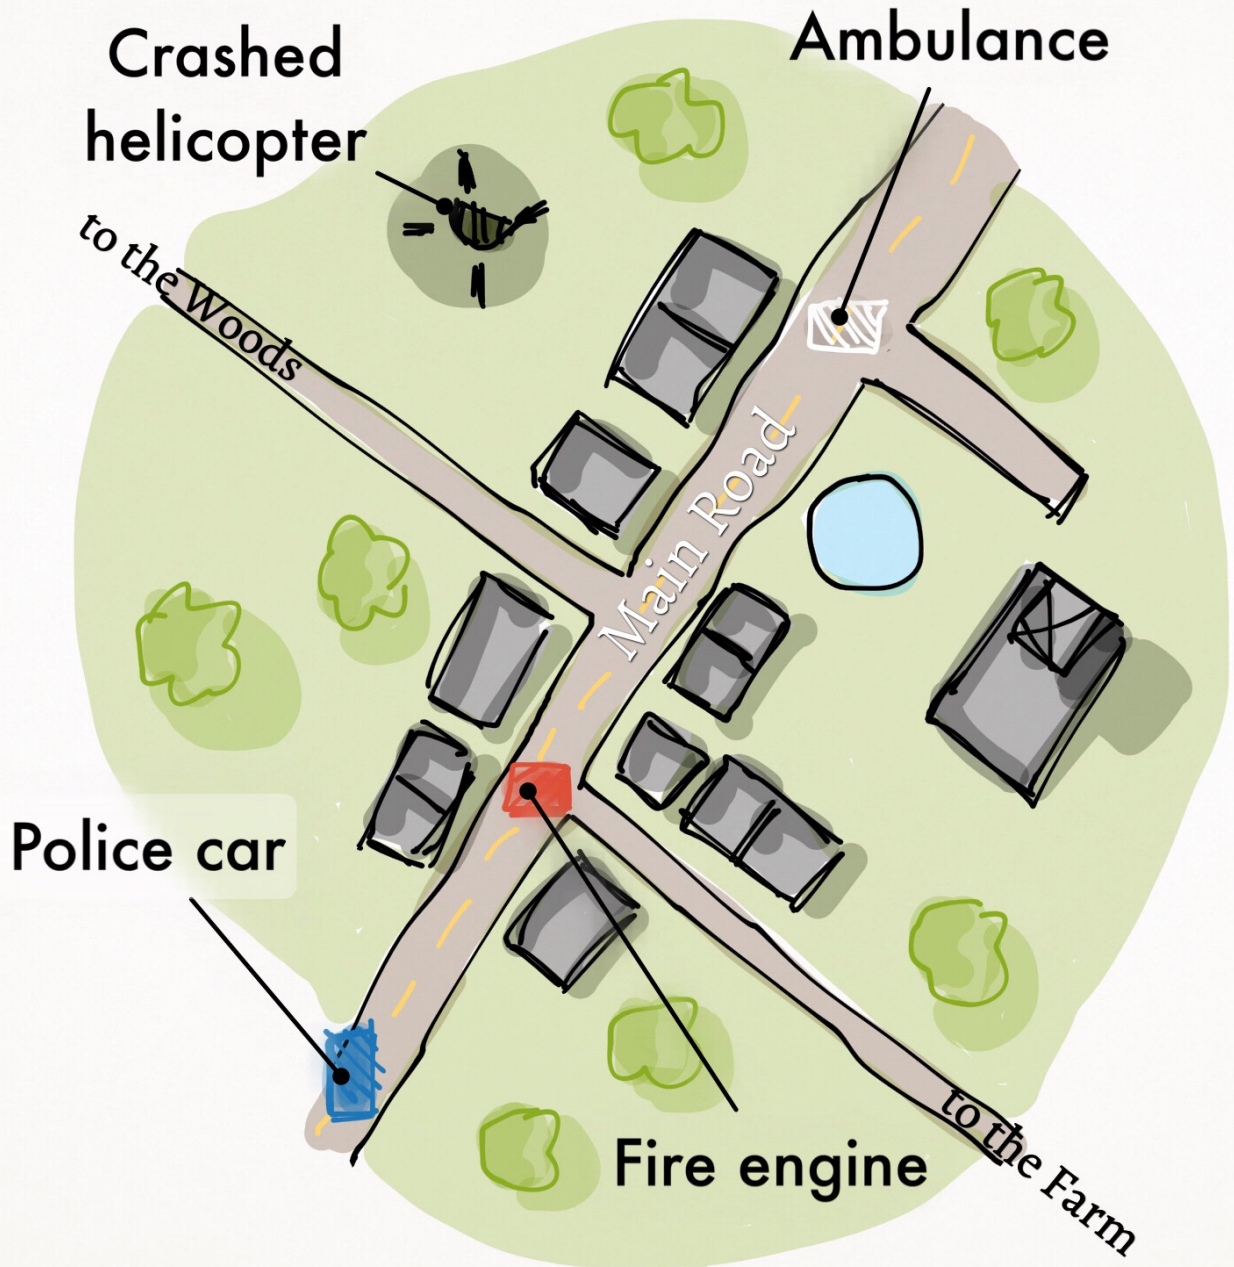 Crashed
helicopter
Ambulance
to the Woods
Main Road
Police car
Fire engine
to the Farm